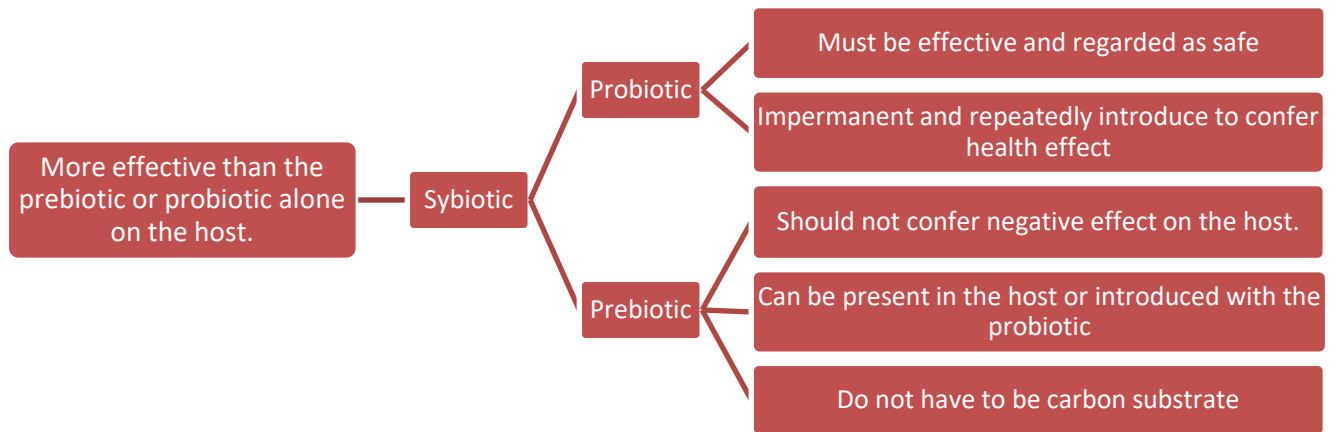 More effective than the
prebiotic or probiotic alone
on the host.
Sybiotic
Probiotic
Must be effective and regarded as safe
Impermanent and repeatedly introduce to confer
health effect
Prebiotic
Should not confer negative effect on the host.
Can be present in the host or introduced with the
probiotic
Do not have to be carbon substrate